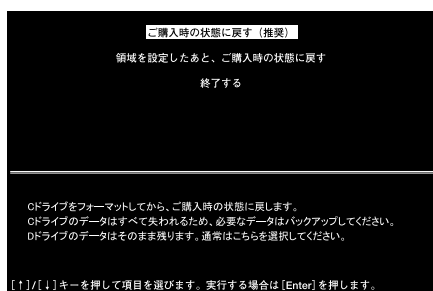 ご購入時の状態に戻す（推奨）
領域を設定したあと、ご購入時の状態に戻す
終了する
Cドライブをフォーマットしてから、ご購入時の状態に戻します。
Cドライブのデータはすべて失われるため、必要なデータはバックアップしてください。
Dドライブのデータはそのまま残ります。通常はこちらを選択してください。
[↑]/[↓]キーを押して項目を選びます。実行する場合は[Enter]を押します。